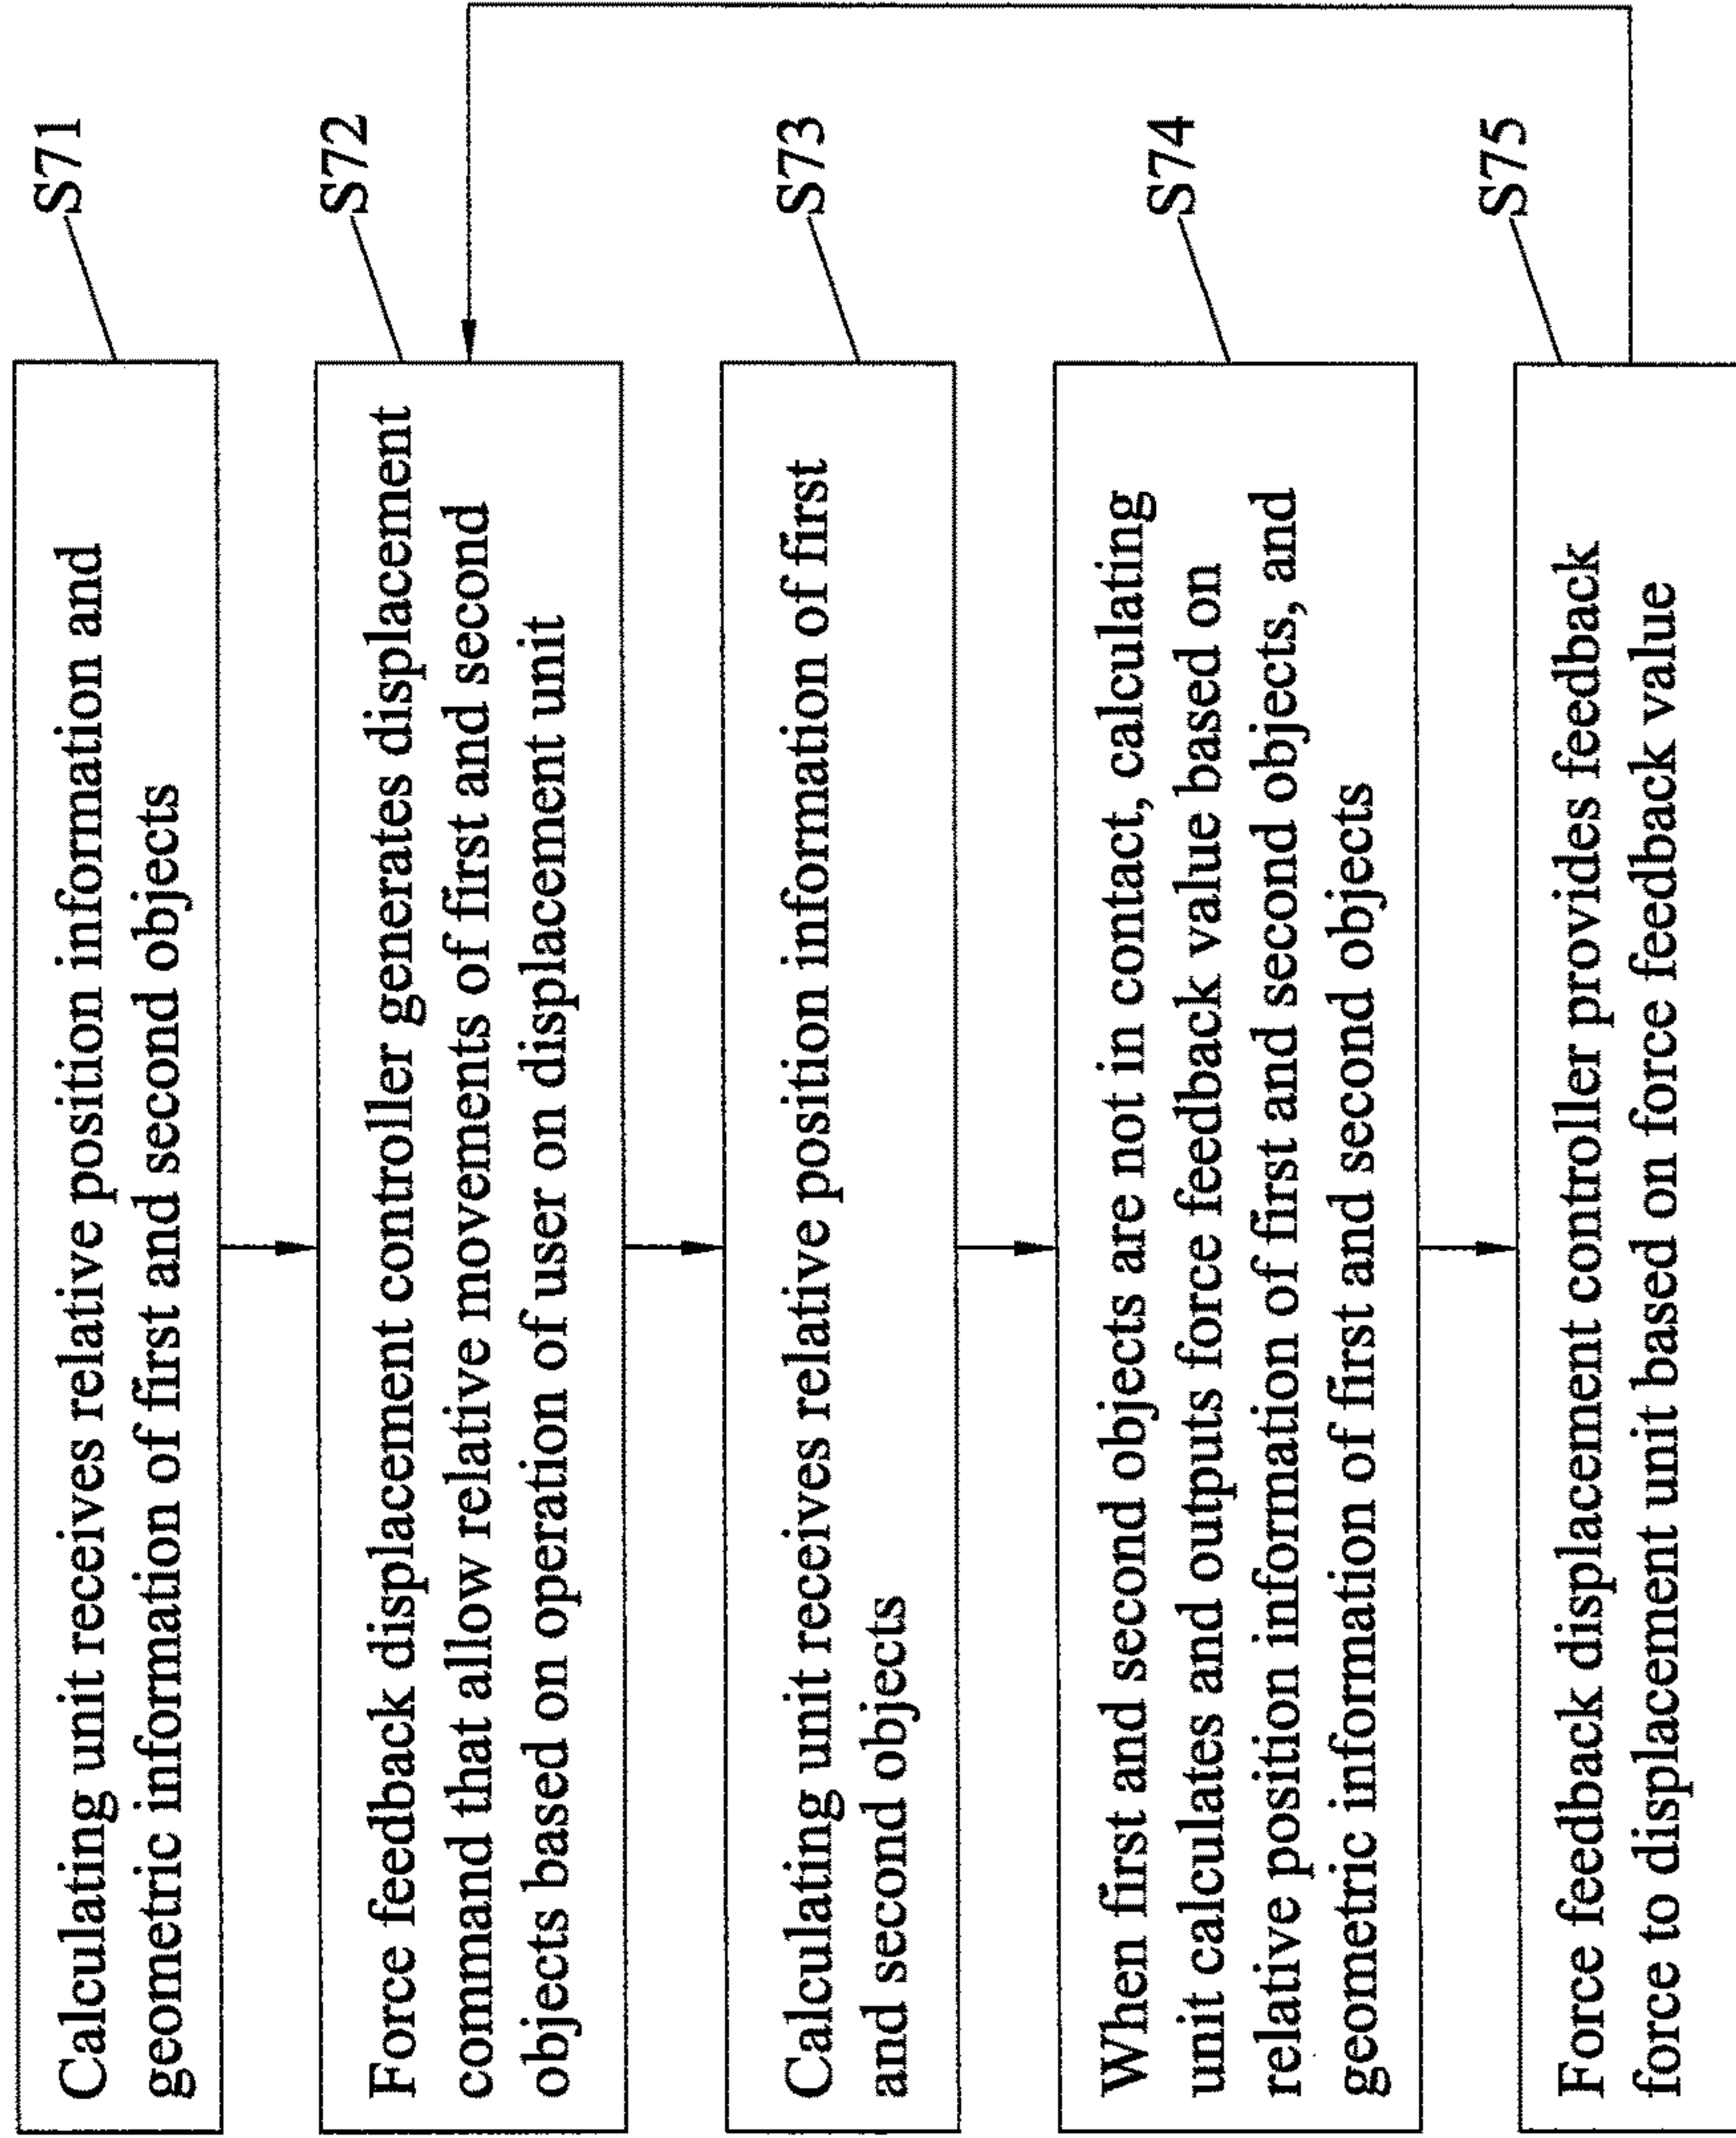 Calculating unit receives relative position information and
geometric information of first and second objects
S71
Force feedback displacement controller generates displacement
command that allow relative movements of first and second
objects based on operation of user on displacement unit
S72
Calculating unit receives relative position information of first
and second objects
S73
When first and second objects are not in contact, calculating
unit calculates and outputs force feedback value based on
relative position information of first and second objects, and
geometric information of first and second objects
S74
Force feedback displacement controller provides feedback
force to displacement unit based on force feedback value
S75